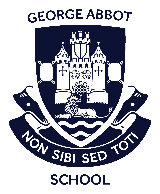 GEORGE ABBOT
NON SIBI SED TOTI
SCHOOL